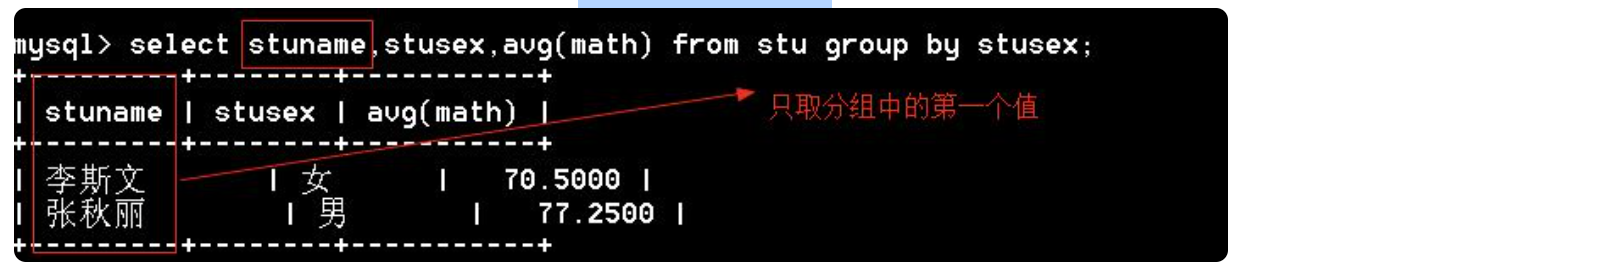 mysql> select stuname,stusex,avg(math) from stu group by stusex;
+---------+--------+-----------+
| stuname | stusex | avg(math) |
只取分组中的第一个值
+---------+--------+-----------+
| 李斯文 | 女 | 70.5000 |
| 张秋丽 | 男 | 77.2500 |
+---------+--------+-----------+